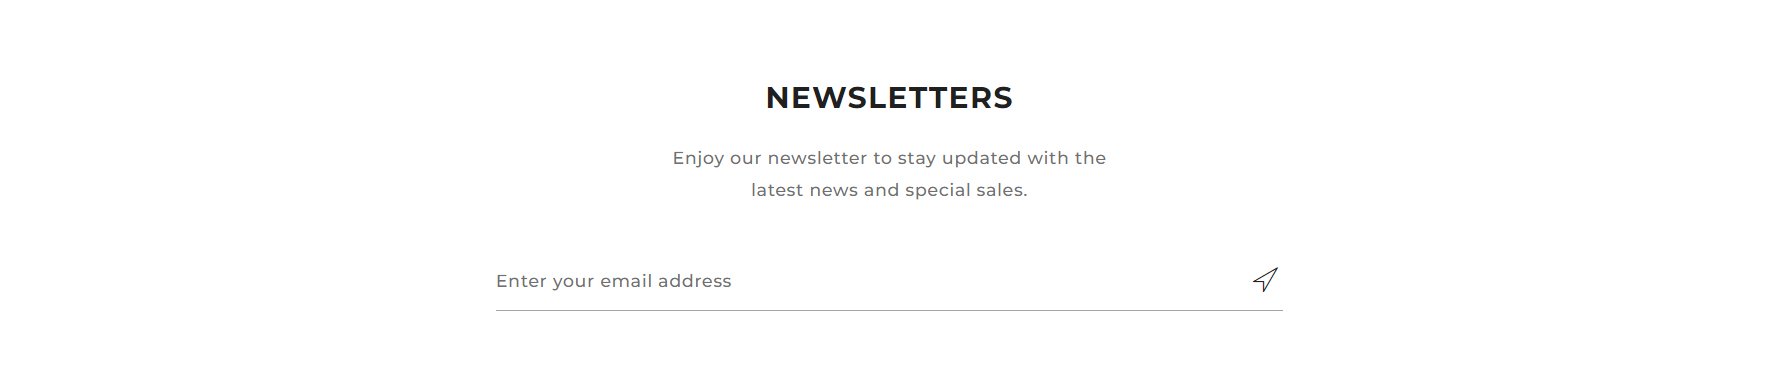 NEWSLETTERS
Enjoy our newsletter to stay updated with the
latest news and special sales.
Enter your email address